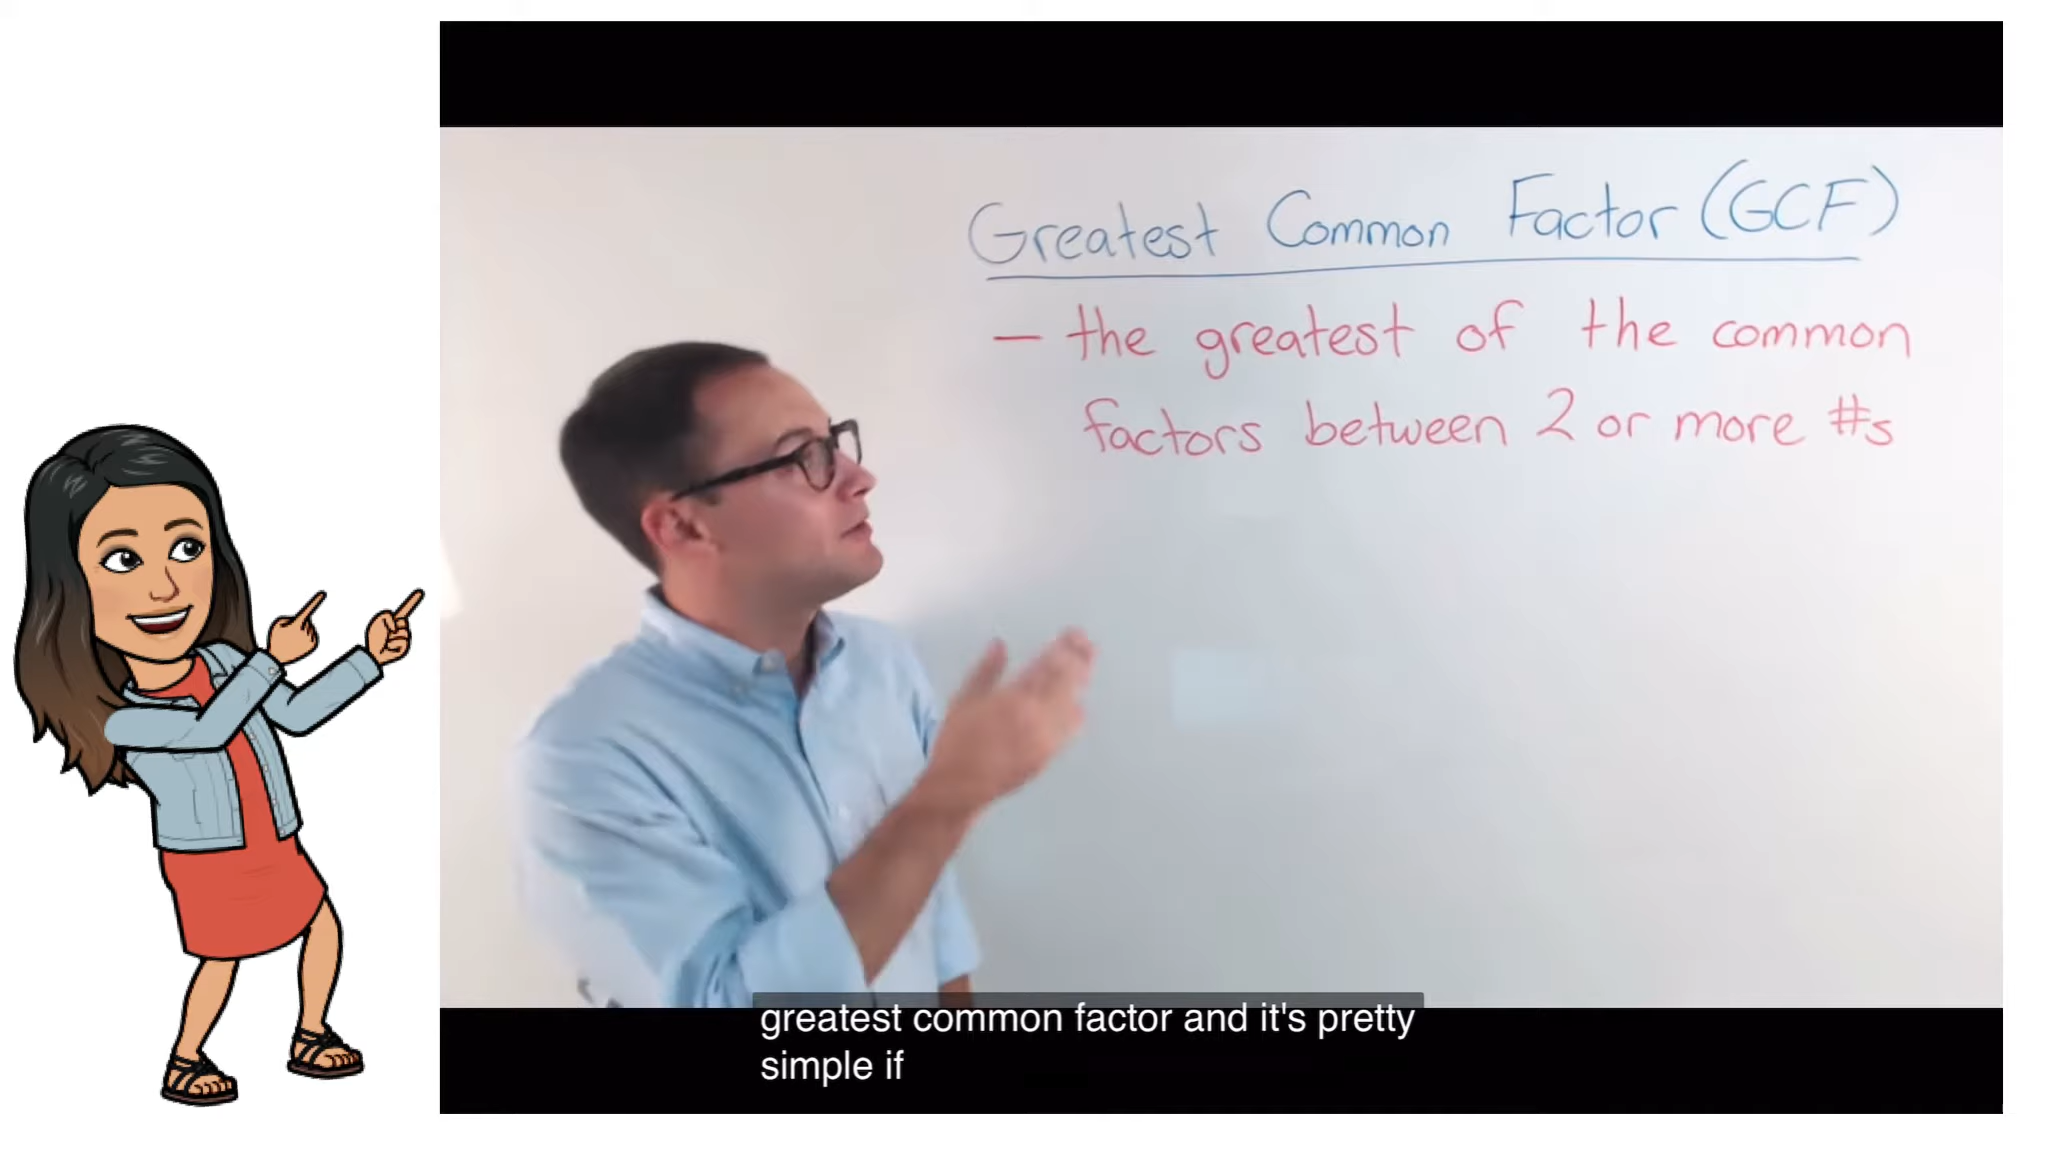 Greatest Common Factor (GCF)
– the greatest of the common
factors between 2 or more #s
greatest common factor and it's pretty
simple if